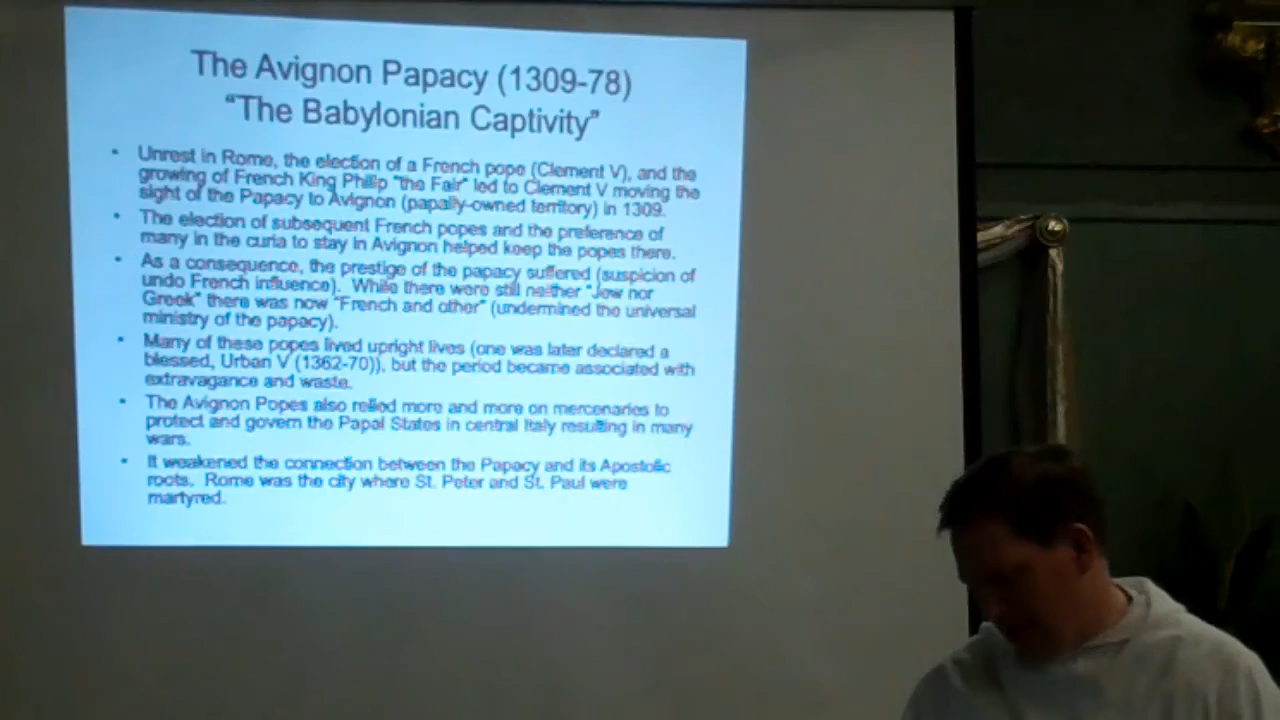 The Avignon Papacy (1309-78)
“The Babylonian Captivity”
• Unrest in Rome, the election of a French pope (Clement V), and the
growing of French King Philip “the Fair” led to Clement V moving the
sight of the Papacy to Avignon (papally-owned territory) in 1309.
• The election of subsequent French popes and the preference of
many in the curia to stay in Avignon helped keep the popes there.
• As a consequence, the prestige of the papacy suffered (suspicion of
undo French influence). While there were still neither “Jew nor
Greek” there was now “French and other” (undermined the universal
ministry of the papacy).
• Many of these popes lived upright lives (one was later declared a
blessed, Urban V (1362-70)), but the period became associated with
extravagance and waste.
• The Avignon Popes also relied more and more on mercenaries to
protect and govern the Papal States in central Italy resulting in many
wars.
• It weakened the connection between the Papacy and its Apostolic
roots. Rome was the city where St. Peter and St. Paul were
martyred.